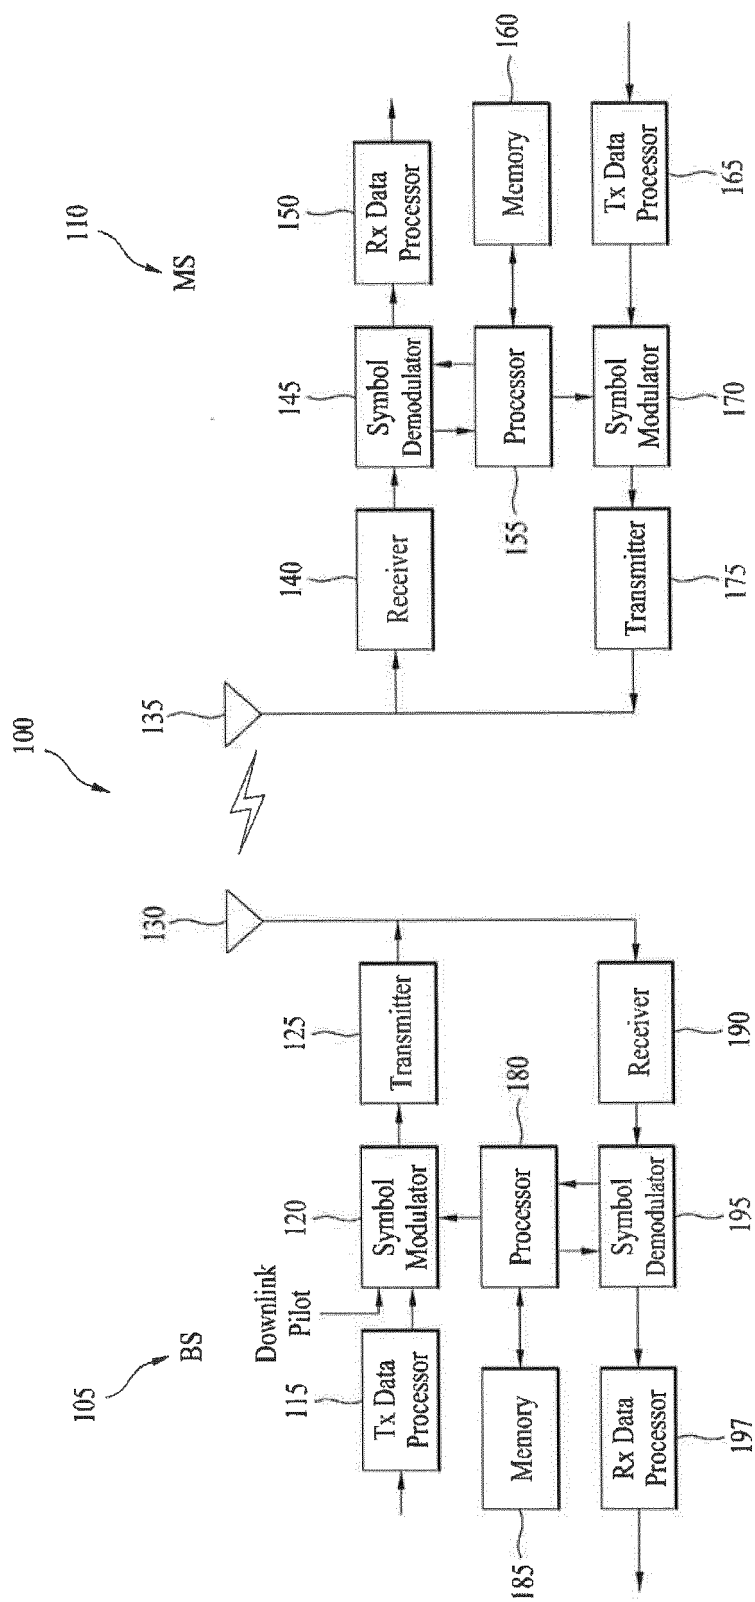 100
105
BS
110
MS
Downlink
Pilot
115
Tx Data
Processor
120
Symbol
Modulator
125
Transmitter
130
135
140
Receiver
145
Symbol
Demodulator
150
Rx Data
Processor
185
Memory
Processor
180
155
Processor
Memory
160
Rx Data
Processor
197
Symbol
Demodulator
195
Receiver
190
Transmitter
175
Symbol
Modulator
170
Tx Data
Processor
165